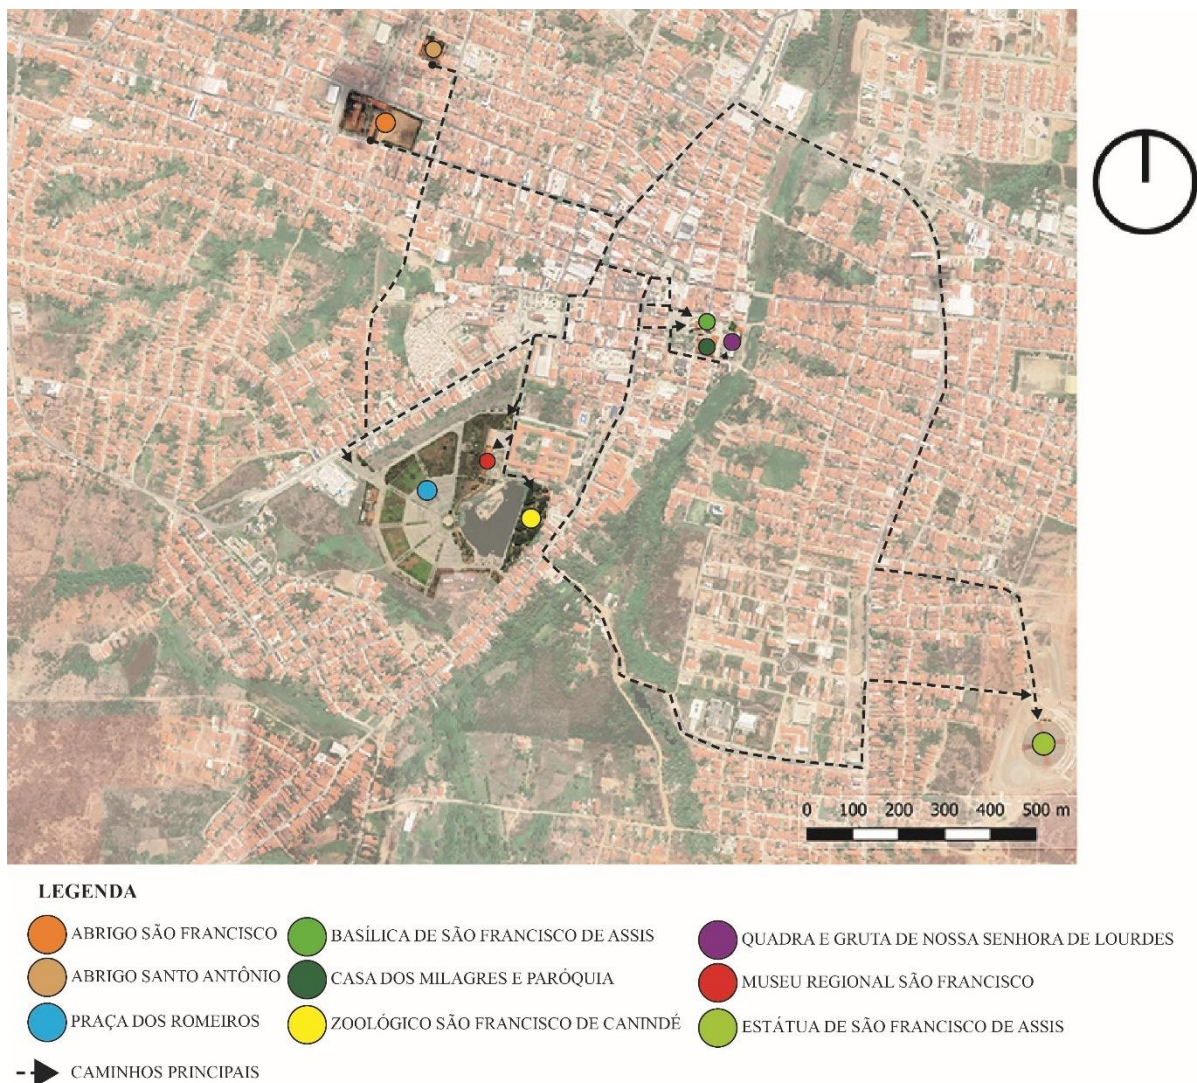 0 100 200 300 400 500 m
LEGENDA
ABRIGO SÃO FRANCISCO
ABRIGO SANTO ANTÔNIO
PRAÇA DOS ROMEIROS
CAMINHOS PRINCIPAIS
BASÍLICA DE SÃO FRANCISCO DE ASSIS
CASA DOS MILAGRES E PARÓQUIA
ZOOLÓGICO SÃO FRANCISCO DE CANINDÉ
QUADRA E GRUTA DE NOSSA SENHORA DE LOURDES
MUSEU REGIONAL SÃO FRANCISCO
ESTÁTUA DE SÃO FRANCISCO DE ASSIS